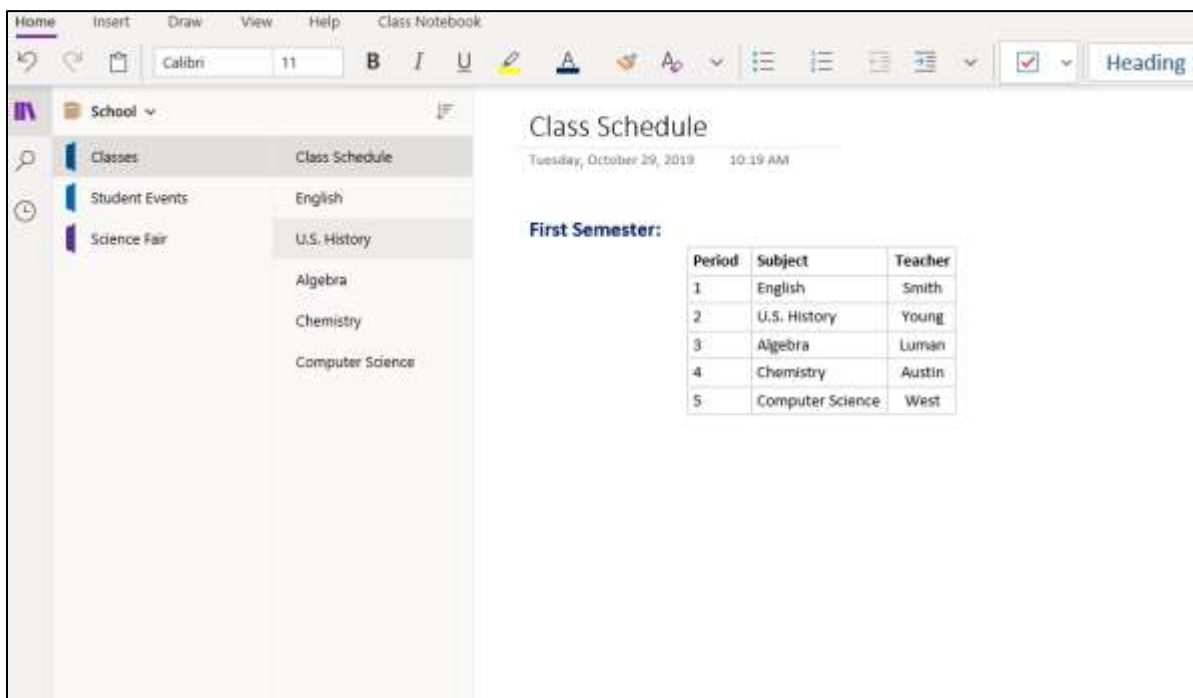 Home Insert Draw View Help Class Notebook
Calibri 11 B I U A A Heading
School
Classes
Student Events
Science Fair
Class Schedule
English
U.S. History
Algebra
Chemistry
Computer Science
Class Schedule
Tuesday, October 29, 2019 10:19 AM
First Semester:
Period Subject Teacher
1 English Smith
2 U.S. History Young
3 Algebra Luman
4 Chemistry Austin
5 Computer Science West